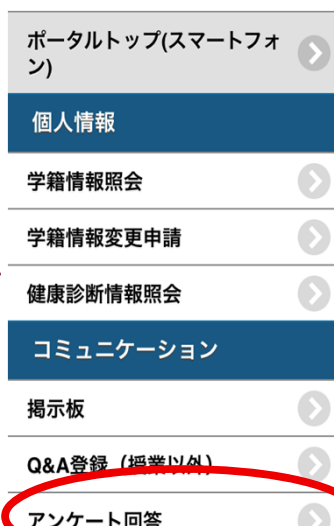 ポータルトップ(スマートフォ
ン)
個人情報
学籍情報照会
学籍情報変更申請
健康診断情報照会
コミュニケーション
掲示板
Q&A登録（授業以外）
アンケート回答